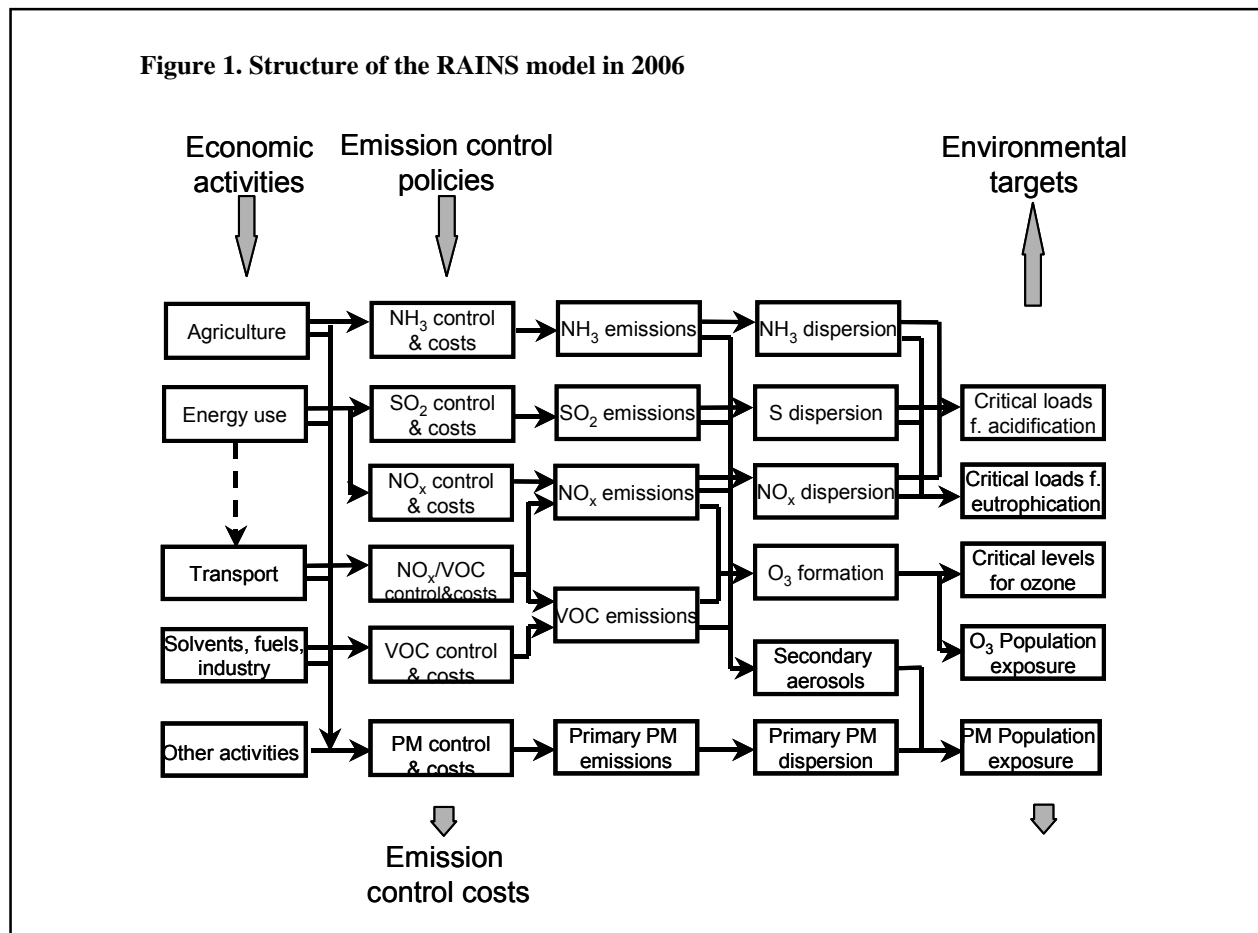 Figure 1. Structure of the RAINS model in 2006
Economic
activities
Emission control
policies
Environmental
targets
Agriculture
NH₃ control
& costs
NH₃ emissions
NH₃ dispersion
Energy use
SO₂ control
& costs
SO₂ emissions
S dispersion
Critical loads
f. acidification
NOₓ control
& costs
NOₓ emissions
NOₓ dispersion
Critical loads f.
eutrophication
Transport
NOₓ/VOC
control&costs
VOC emissions
O₃ formation
Critical levels
for ozone
Solvents, fuels,
industry
VOC control
& costs
Secondary
aerosols
O₃ Population
exposure
Other activities
PM control
& costs
Primary PM
emissions
Primary PM
dispersion
PM Population
exposure
Emission
control costs